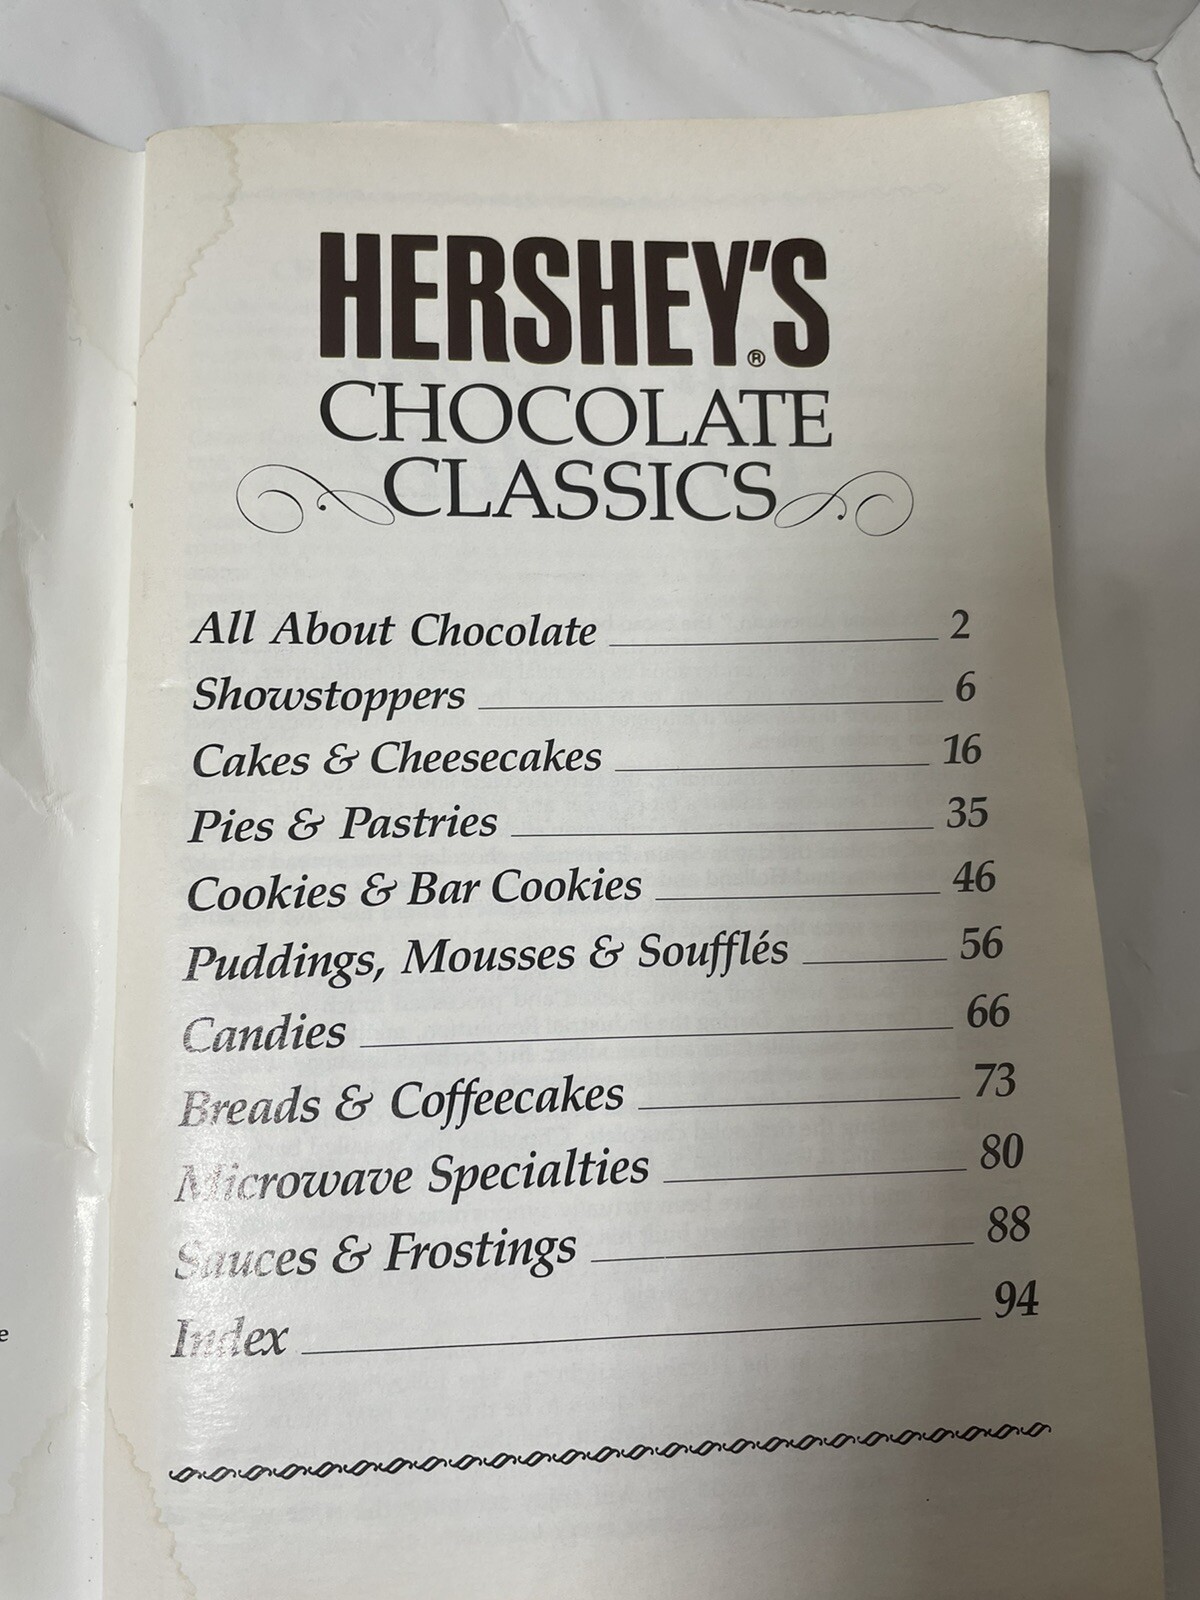 HERSHEY'S®
CHOCOLATE
CLASSICS
All About Chocolate 2
Showstoppers 6
Cakes & Cheesecakes 16
Pies & Pastries 35
Cookies & Bar Cookies 46
Puddings, Mousses & Soufflés 56
Candies 66
Breads & Coffeecakes 73
Microwave Specialties 80
Sauces & Frostings 88
Index 94